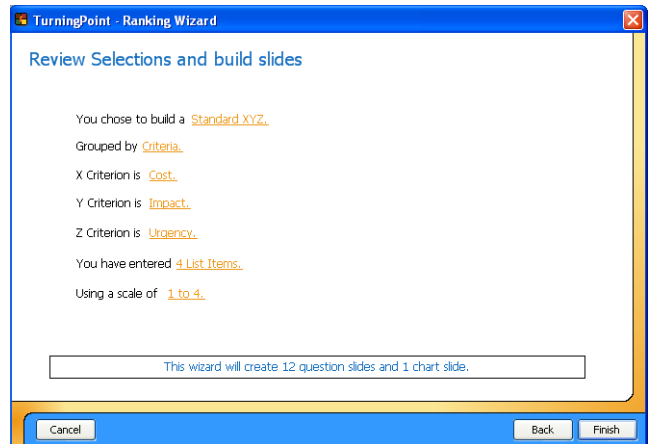 TurningPoint - Ranking Wizard
Review Selections and build slides
You chose to build a Standard XYZ.
Grouped by Criteria.
X Criterion is Cost.
Y Criterion is Impact.
Z Criterion is Urgency.
You have entered 4 List Items.
Using a scale of 1 to 4.
This wizard will create 12 question slides and 1 chart slide.
Cancel Back Finish